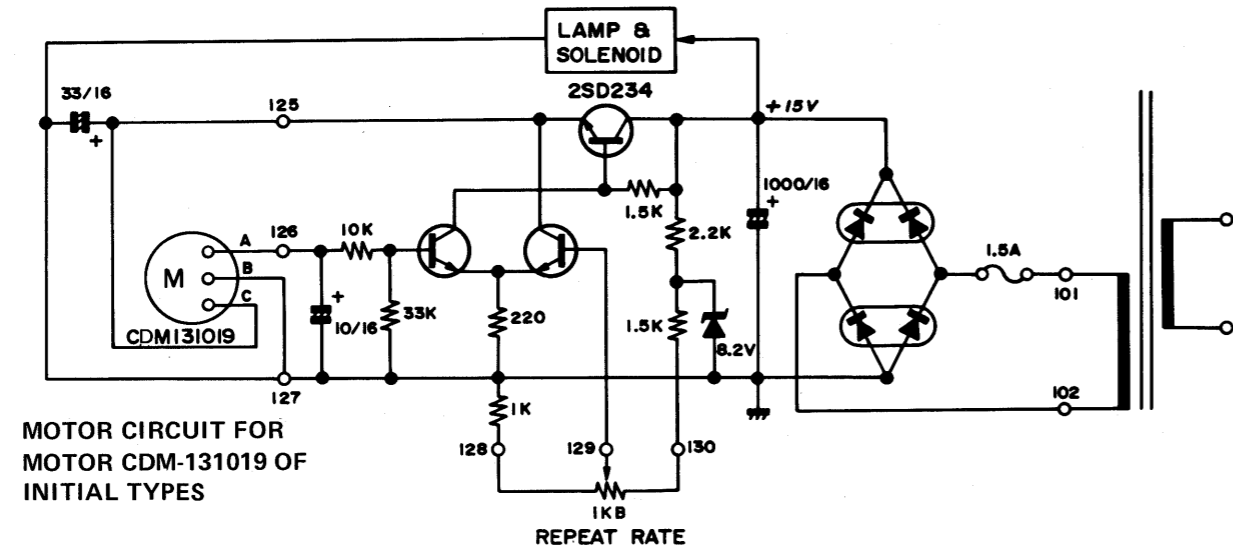 LAMP &
SOLENOID
2SD234
33/16
+
125
+15V
1000/16
+
1.5K
2.2K
126
10K
A
B
C
M
CDM131019
+
10/16
33K
220
1.5K
8.2V
1.5A
101
102
127
1K
128
129
130
1KB
REPEAT RATE
MOTOR CIRCUIT FOR
MOTOR CDM-131019 OF
INITIAL TYPES